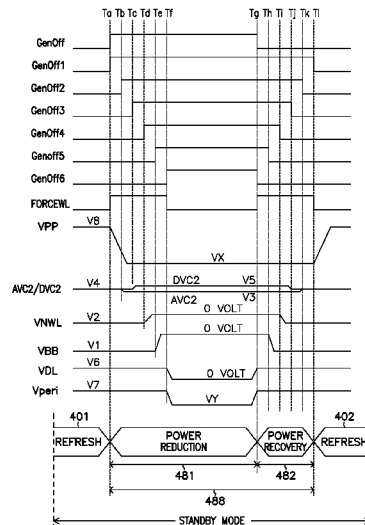 Ta Tb Tc Td Te Tf Tg Th Ti Tj Tk Tl
GenOff
GenOff1
GenOff2
GenOff3
GenOff4
Genoff5
GenOff6
FORCEWL
VPP V8
VX
AVC2/DVC2 V4 DVC2 V5
AVC2 V3
VNWL V2 0 VOLT
VBB V1 0 VOLT
VDL V6 0 VOLT
Vperi V7 VY
401 402
REFRESH POWER REDUCTION POWER RECOVERY REFRESH
481 482
488
STANDBY MODE